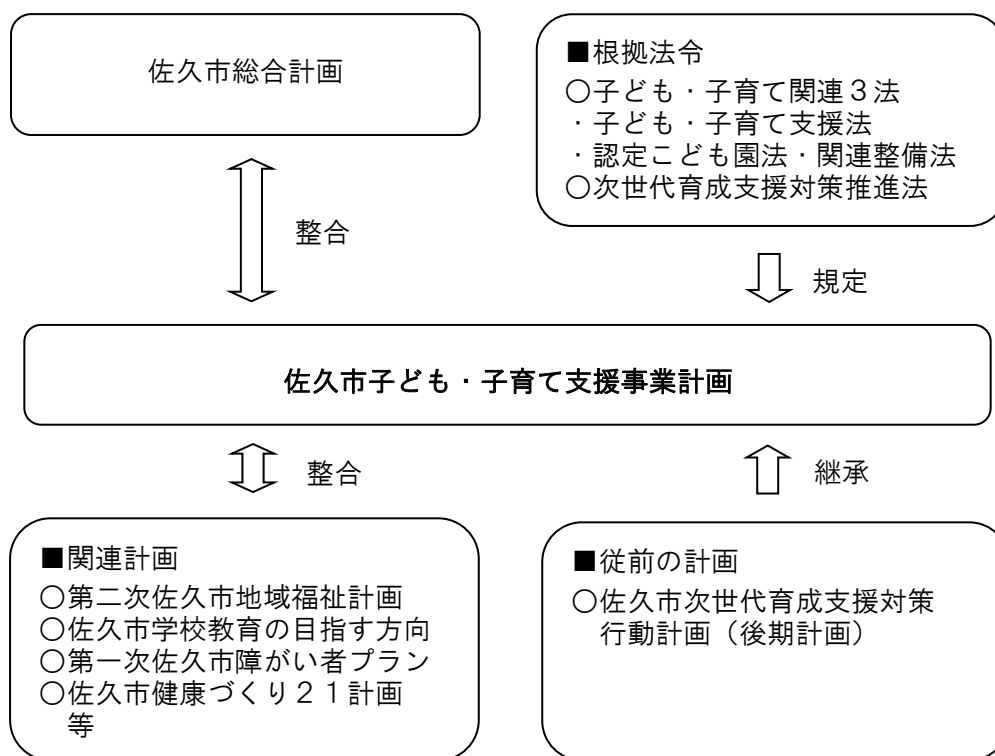 佐久市総合計画
■根拠法令
○子ども・子育て関連３法
・子ども・子育て支援法
・認定こども園法・関連整備法
○次世代育成支援対策推進法
整合
規定
佐久市子ども・子育て支援事業計画
整合
継承
■関連計画
○第二次佐久市地域福祉計画
○佐久市学校教育の目指す方向
○第一次佐久市障がい者プラン
○佐久市健康づくり２１計画
等
■従前の計画
○佐久市次世代育成支援対策
行動計画（後期計画）